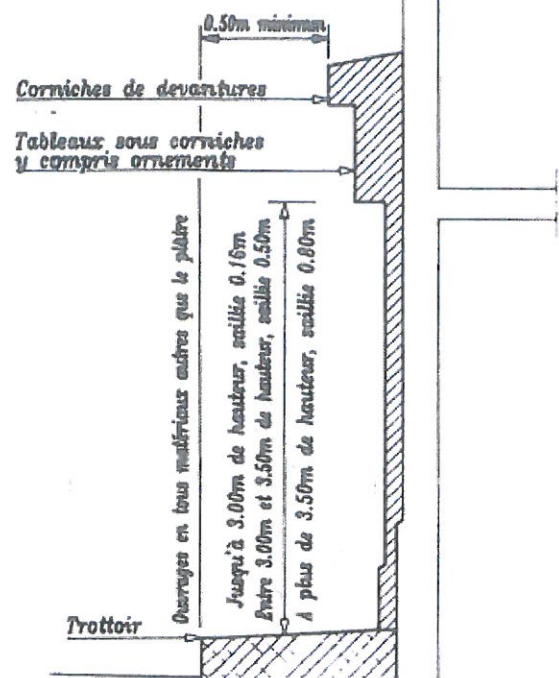 0.50m minimun
Corniches de devantures
Tableaux sous corniches
y compris ornements
Ouvrages en tous matériaux autres que le plâtre
Jusqu'à 3.00m de hauteur, saillie 0.16m
Entre 3.00m et 3.50m de hauteur, saillie 0.50m
A plus de 3.50m de hauteur, saillie 0.80m
Trottoir